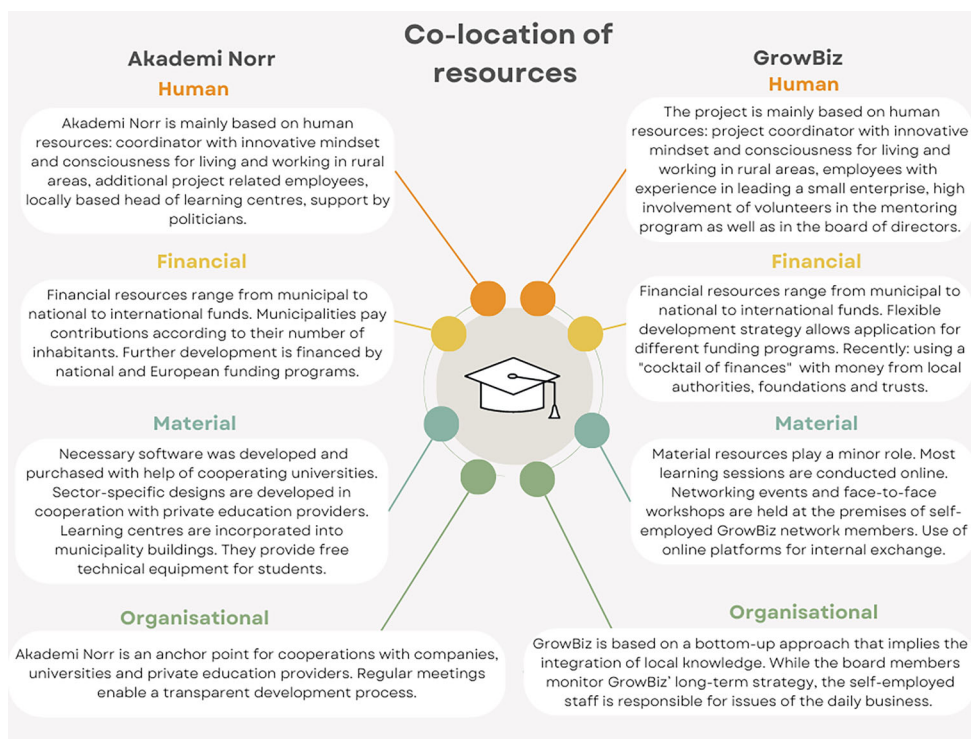 Co-location of
resources
Akademi Norr
Human
Akademi Norr is mainly based on human
resources: coordinator with innovative mindset
and consciousness for living and working in rural
areas, additional project related employees,
locally based head of learning centres, support by
politicians.
Financial
Financial resources range from municipal to
national to international funds. Municipalities pay
contributions according to their number of
inhabitants. Further development is financed by
national and European funding programs.
Material
Necessary software was developed and
purchased with help of cooperating universities.
Sector-specific designs are developed in
cooperation with private education providers.
Learning centres are incorporated into
municipality buildings. They provide free
technical equipment for students.
Organisational
Akademi Norr is an anchor point for cooperations with companies,
universities and private education providers. Regular meetings
enable a transparent development process.
GrowBiz
Human
The project is mainly based on human
resources: project coordinator with innovative
mindset and consciousness for living and
working in rural areas, employees with
experience in leading a small enterprise, high
involvement of volunteers in the mentoring
program as well as in the board of directors.
Financial
Financial resources range from municipal to
national to international funds. Flexible
development strategy allows application for
different funding programs. Recently: using a
"cocktail of finances" with money from local
authorities, foundations and trusts.
Material
Material resources play a minor role. Most
learning sessions are conducted online.
Networking events and face-to-face
workshops are held at the premises of self-
employed GrowBiz network members. Use of
online platforms for internal exchange.
Organisational
GrowBiz is based on a bottom-up approach that implies the
integration of local knowledge. While the board members
monitor GrowBiz' long-term strategy, the self-employed
staff is responsible for issues of the daily business.